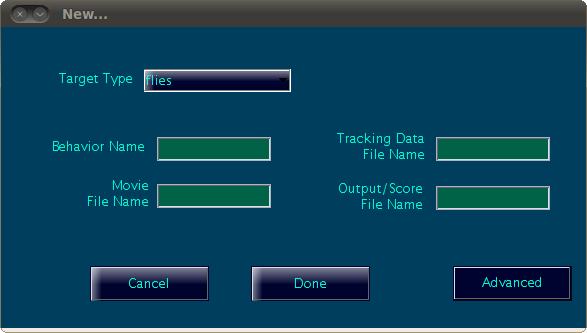 New...
Target Type flies
Behavior Name
Tracking Data
File Name
Movie
File Name
Output/Score
File Name
Cancel Done Advanced